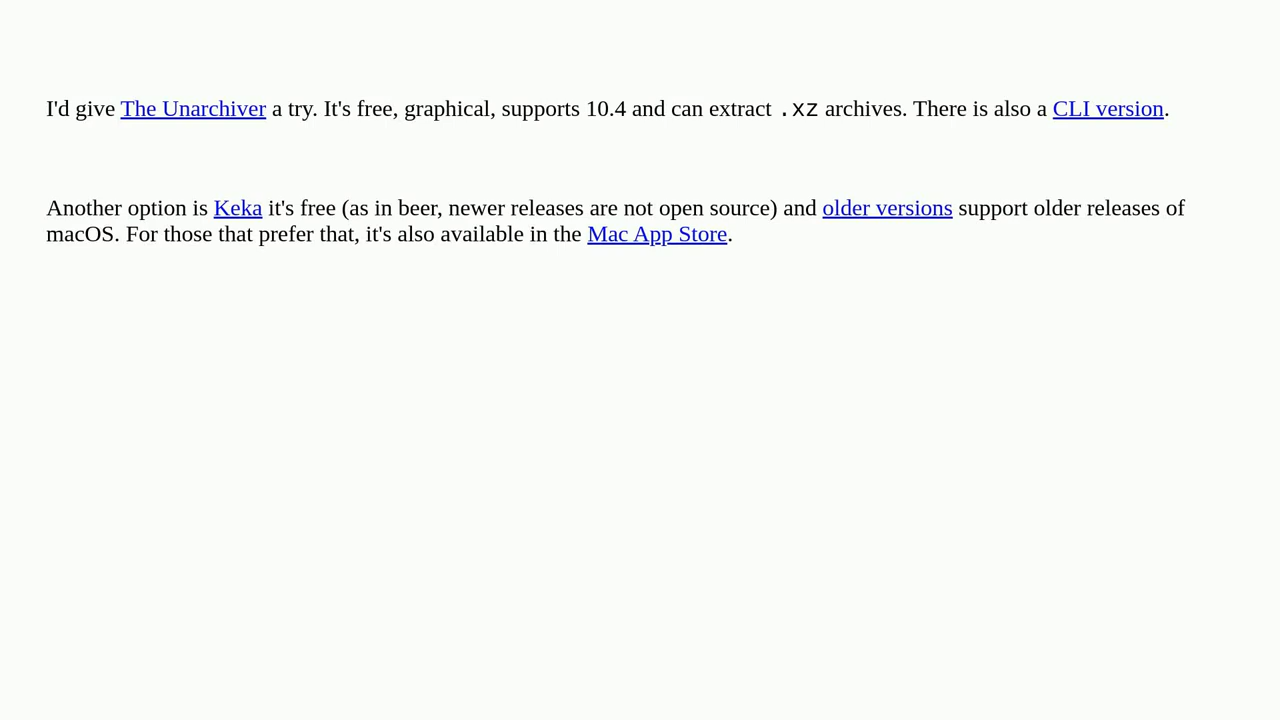 I'd give The Unarchiver a try. It's free, graphical, supports 10.4 and can extract .xz archives. There is also a CLI version.
Another option is Keka it's free (as in beer, newer releases are not open source) and older versions support older releases of
macOS. For those that prefer that, it's also available in the Mac App Store.